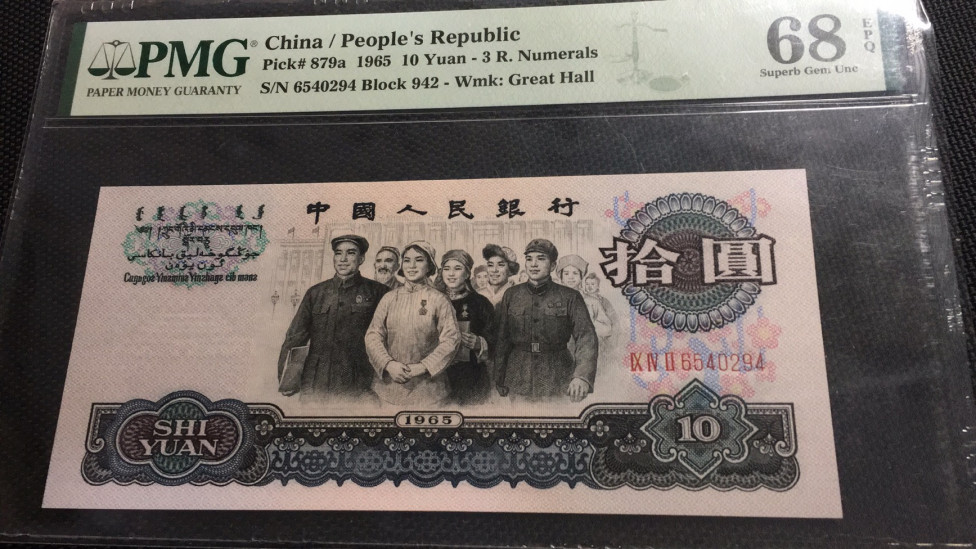 PMG®
PAPER MONEY GUARANTY
China / People's Republic
Pick# 879a 1965 10 Yuan - 3 R. Numerals
S/N 6540294 Block 942 - Wmk: Great Hall
68 EPQ
Superb Gem Unc
中國人民銀行
拾圓
IX IV II 6540294
1965
SHI
YUAN
10